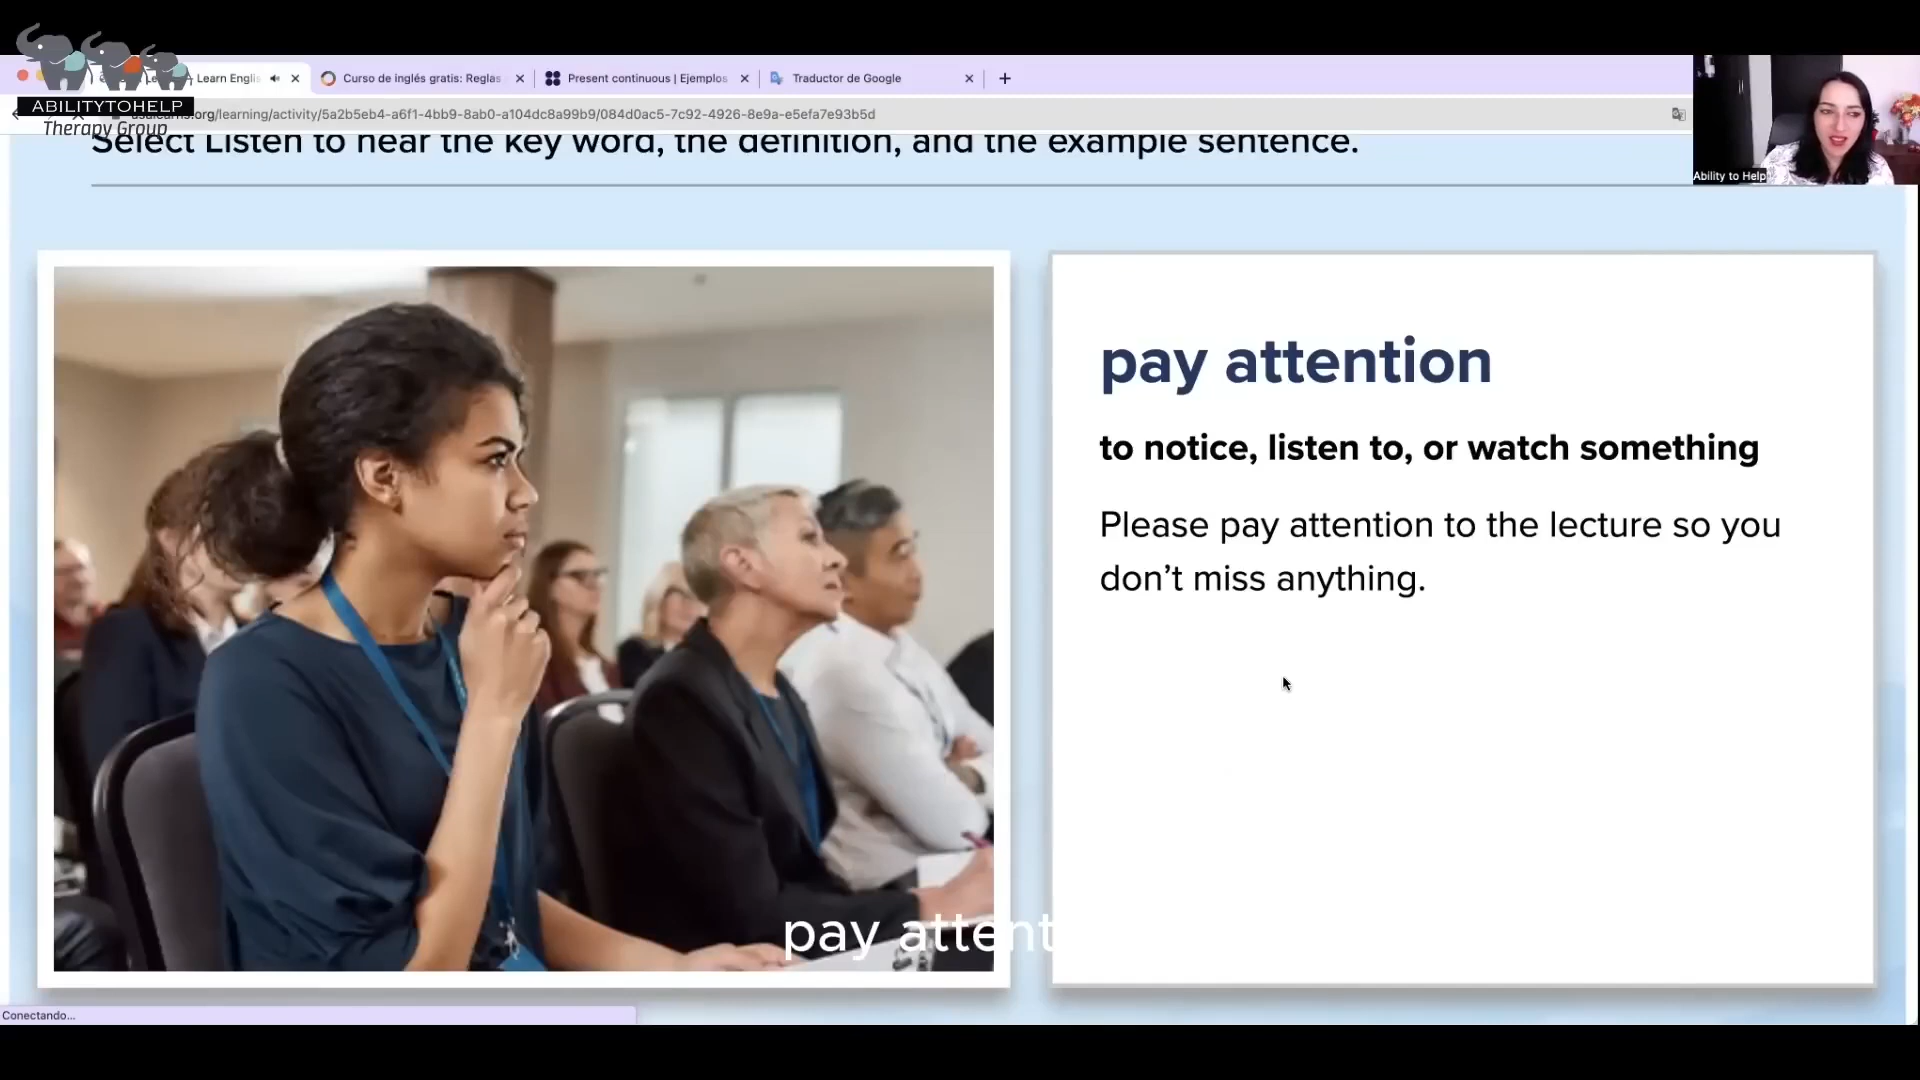 ABILITYTOHELP
Therapy Group
Learn Englis
Curso de inglés gratis: Reglas
Present continuous | Ejemplos
Traductor de Google
.org/learning/activity/5a2b5eb4-a6f1-4bb9-8ab0-a104dc8a99b9/084d0ac5-7c92-4926-8e9a-e5efa7e93b5d
Select Listen to hear the key word, the definition, and the example sentence.
Ability to Help
pay attention
to notice, listen to, or watch something
Please pay attention to the lecture so you
don’t miss anything.
pay attent
Conectando...